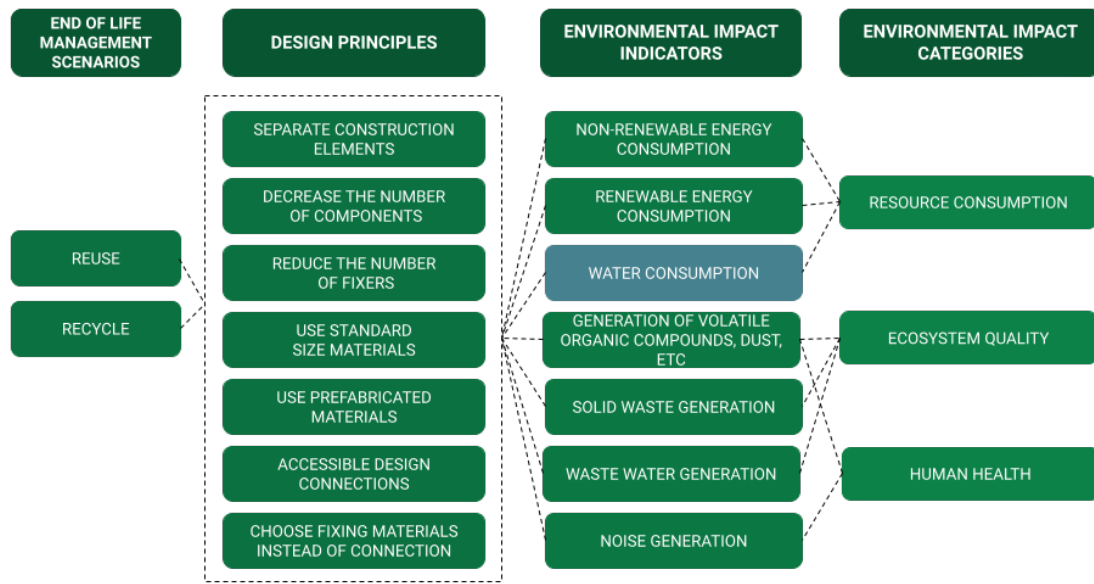 END OF LIFE
MANAGEMENT
SCENARIOS
DESIGN PRINCIPLES
ENVIRONMENTAL IMPACT
INDICATORS
ENVIRONMENTAL IMPACT
CATEGORIES
REUSE
RECYCLE
SEPARATE CONSTRUCTION
ELEMENTS
DECREASE THE NUMBER
OF COMPONENTS
REDUCE THE NUMBER
OF FIXERS
USE STANDARD
SIZE MATERIALS
USE PREFABRICATED
MATERIALS
ACCESSIBLE DESIGN
CONNECTIONS
CHOOSE FIXING MATERIALS
INSTEAD OF CONNECTION
NON-RENEWABLE ENERGY
CONSUMPTION
RENEWABLE ENERGY
CONSUMPTION
WATER CONSUMPTION
GENERATION OF VOLATILE
ORGANIC COMPOUNDS, DUST,
ETC
SOLID WASTE GENERATION
WASTE WATER GENERATION
NOISE GENERATION
RESOURCE CONSUMPTION
ECOSYSTEM QUALITY
HUMAN HEALTH